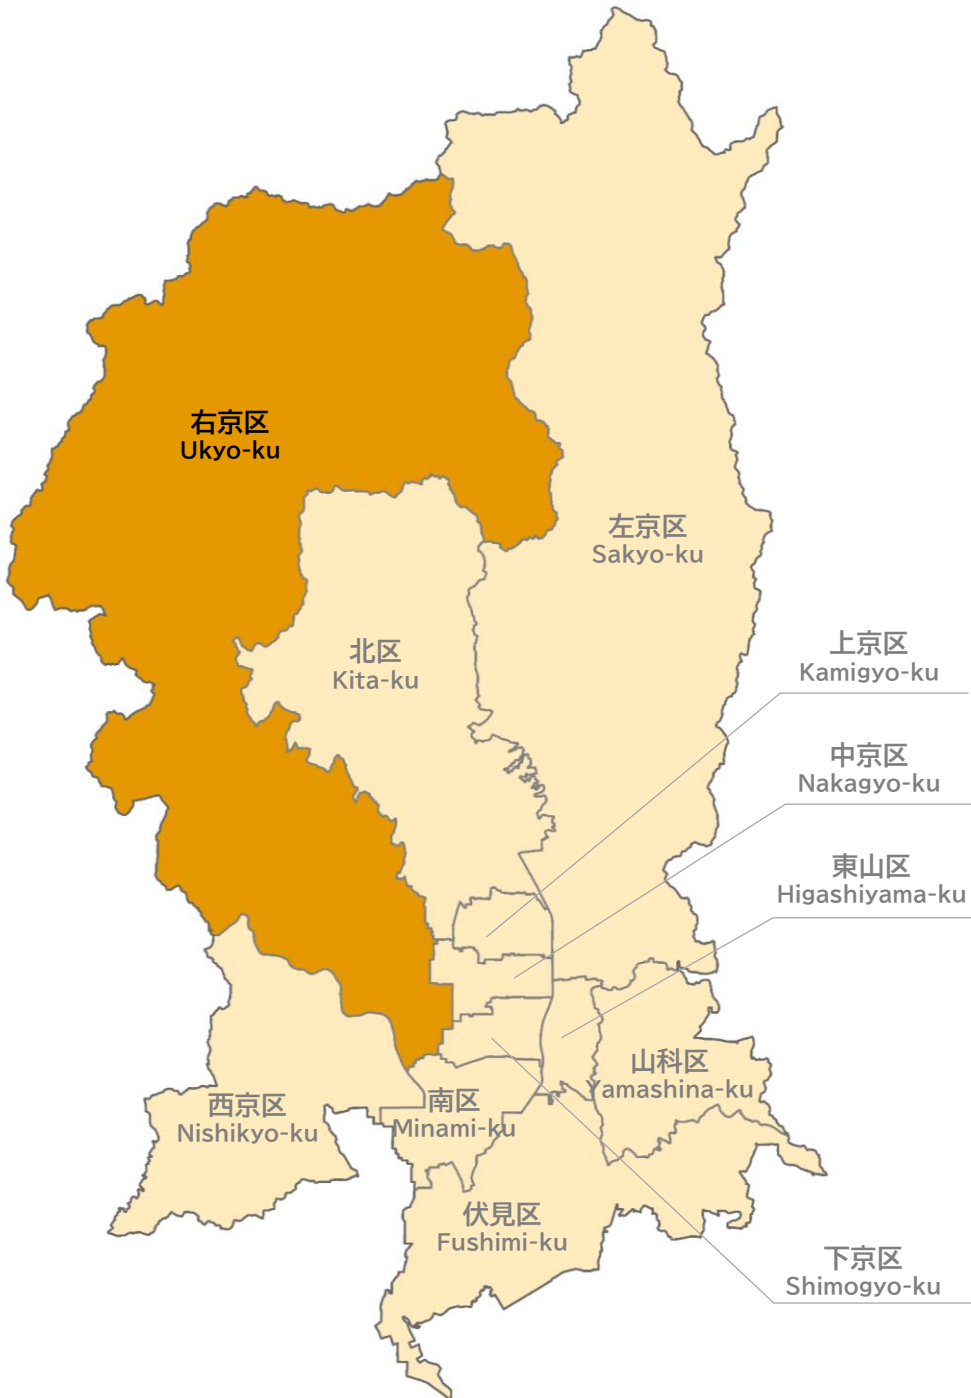 右京区
Ukyo-ku
左京区
Sakyo-ku
北区
Kita-ku
上京区
Kamigyo-ku
中京区
Nakagyo-ku
東山区
Higashiyama-ku
山科区
Yamashina-ku
西京区
Nishikyo-ku
南区
Minami-ku
伏見区
Fushimi-ku
下京区
Shimogyo-ku